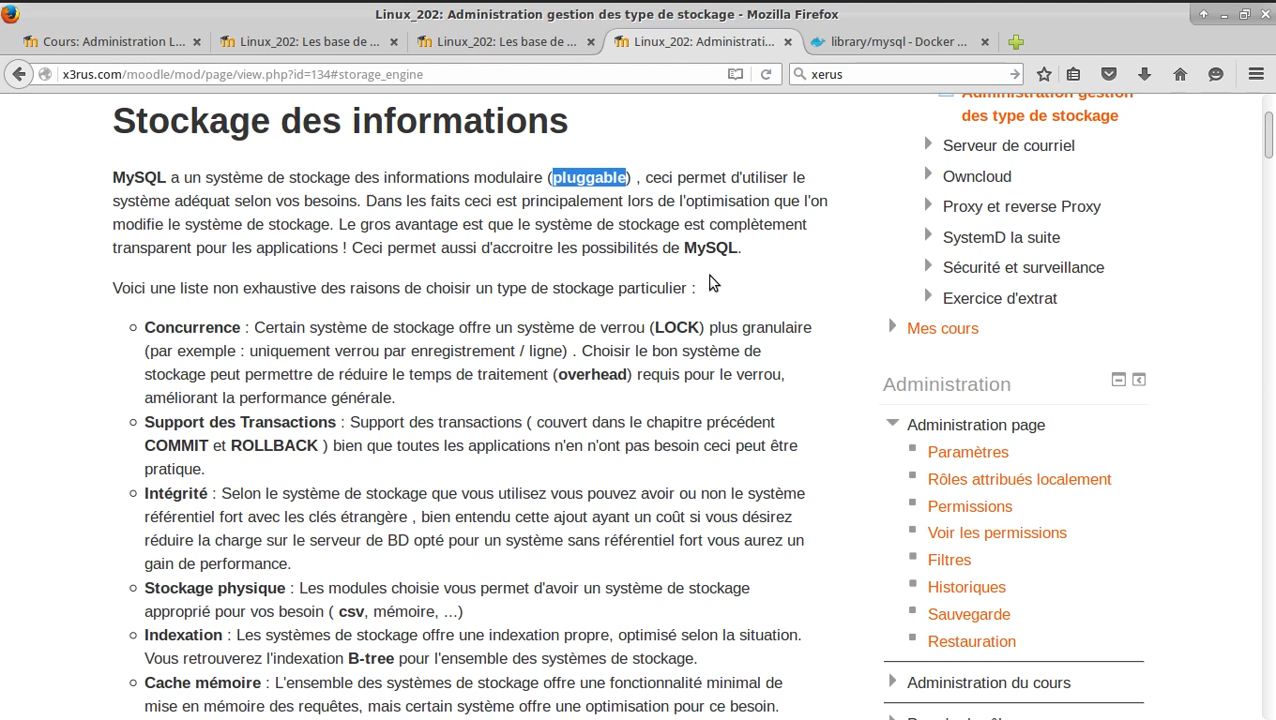 Linux_202: Administration gestion des type de stockage - Mozilla Firefox
Cours: Administration L... × Linux_202: Les base de ... × Linux_202: Les base de ... × Linux_202: Administrati... × library/mysql - Docker ... ×
x3rus.com/moodle/mod/page/view.php?id=134#storage_engine xerus
Administration gestion
des type de stockage
Serveur de courriel
Owncloud
Proxy et reverse Proxy
SystemD la suite
Sécurité et surveillance
Exercice d'extrat
Mes cours
Stockage des informations
MySQL a un système de stockage des informations modulaire (pluggable) , ceci permet d'utiliser le
système adéquat selon vos besoins. Dans les faits ceci est principalement lors de l'optimisation que l'on
modifie le système de stockage. Le gros avantage est que le système de stockage est complètement
transparent pour les applications ! Ceci permet aussi d'accroitre les possibilités de MySQL.
Voici une liste non exhaustive des raisons de choisir un type de stockage particulier :
Concurrence : Certain système de stockage offre un système de verrou (LOCK) plus granulaire
(par exemple : uniquement verrou par enregistrement / ligne) . Choisir le bon système de
stockage peut permettre de réduire le temps de traitement (overhead) requis pour le verrou,
améliorant la performance générale.
Support des Transactions : Support des transactions ( couvert dans le chapitre précédent
COMMIT et ROLLBACK ) bien que toutes les applications n'en n'ont pas besoin ceci peut être
pratique.
Intégrité : Selon le système de stockage que vous utilisez vous pouvez avoir ou non le système
référentiel fort avec les clés étrangère , bien entendu cette ajout ayant un coût si vous désirez
réduire la charge sur le serveur de BD opté pour un système sans référentiel fort vous aurez un
gain de performance.
Stockage physique : Les modules choisie vous permet d'avoir un système de stockage
approprié pour vos besoin ( csv, mémoire, ...)
Indexation : Les systèmes de stockage offre une indexation propre, optimisé selon la situation.
Vous retrouverez l'indexation B-tree pour l'ensemble des systèmes de stockage.
Cache mémoire : L'ensemble des systèmes de stockage offre une fonctionnalité minimal de
mise en mémoire des requêtes, mais certain système offre une optimisation pour ce besoin.
Administration
Administration page
Paramètres
Rôles attribués localement
Permissions
Voir les permissions
Filtres
Historiques
Sauvegarde
Restauration
Administration du cours